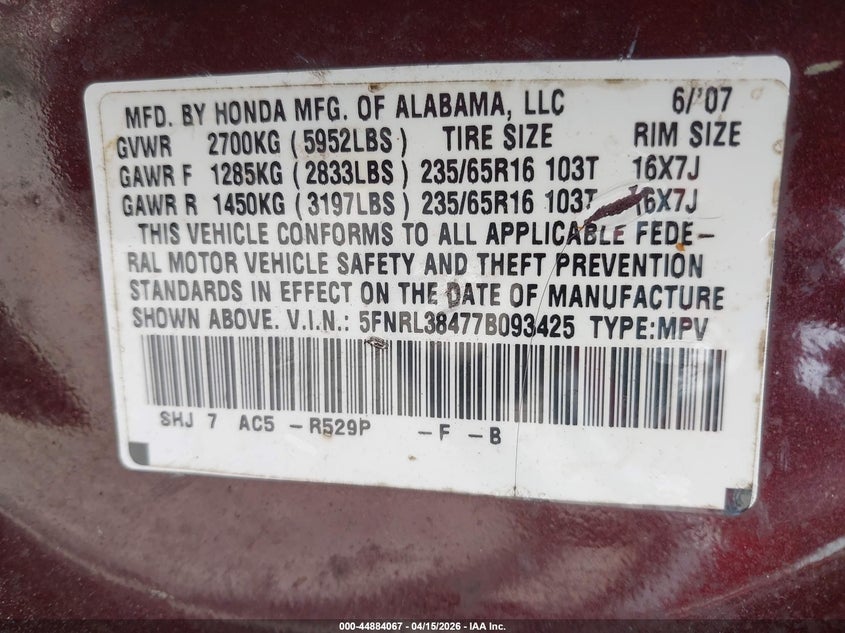 MFD. BY HONDA MFG. OF ALABAMA, LLC 6/'07
GVWR 2700KG (5952LBS) TIRE SIZE RIM SIZE
GAWR F 1285KG (2833LBS) 235/65R16 103T 16X7J
GAWR R 1450KG (3197LBS) 235/65R16 103T 16X7J
THIS VEHICLE CONFORMS TO ALL APPLICABLE FEDE-
RAL MOTOR VEHICLE SAFETY AND THEFT PREVENTION
STANDARDS IN EFFECT ON THE DATE OF MANUFACTURE
SHOWN ABOVE. V.I.N.: 5FNRL38477B093425 TYPE:MPV
SHJ 7 AC5 -R529P -F -B
000-44884067 - 04/15/2026 - IAA Inc.